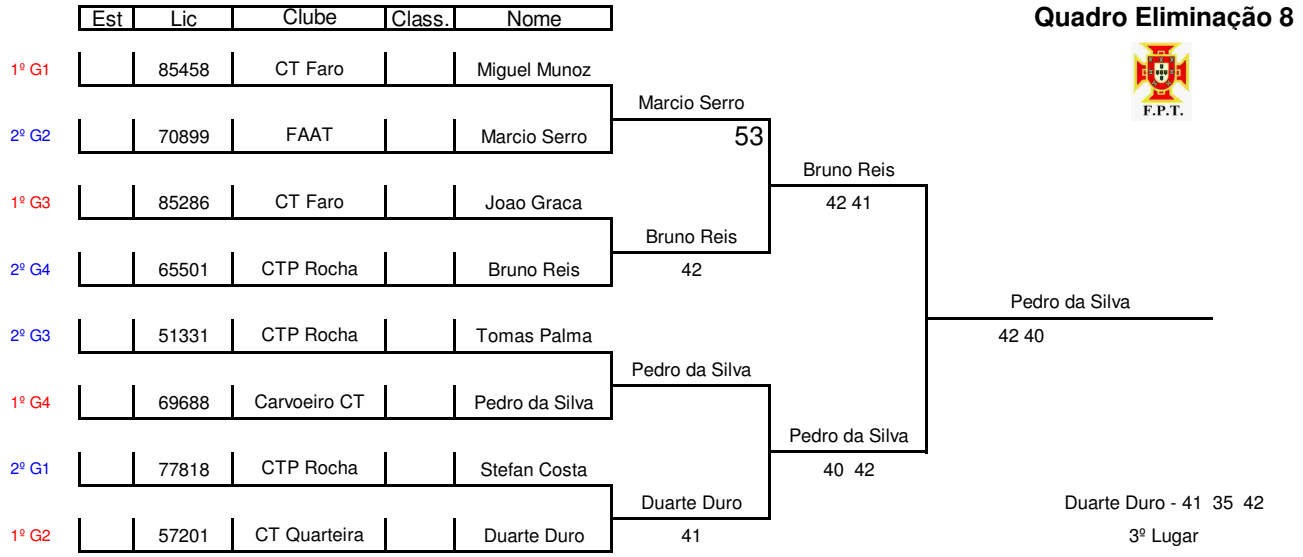 Est Lic Clube Class. Nome
Quadro Eliminação 8
F.P.T.
1º G1 85458 CT Faro Miguel Munoz
Marcio Serro
53
2º G2 70899 FAAT Marcio Serro
Bruno Reis
42 41
1º G3 85286 CT Faro Joao Graca
Bruno Reis
42
2º G4 65501 CTP Rocha Bruno Reis
Pedro da Silva
42 40
2º G3 51331 CTP Rocha Tomas Palma
Pedro da Silva
1º G4 69688 Carvoeiro CT Pedro da Silva
Pedro da Silva
40 42
2º G1 77818 CTP Rocha Stefan Costa
Duarte Duro
41
Duarte Duro - 41 35 42
3º Lugar
1º G2 57201 CT Quarteira Duarte Duro